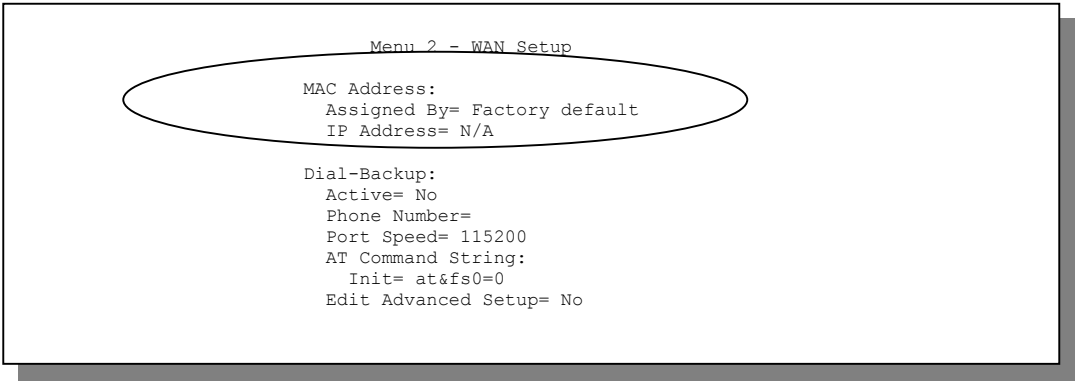 Menu 2 - WAN Setup
MAC Address:
Assigned By= Factory default
IP Address= N/A
Dial-Backup:
Active= No
Phone Number=
Port Speed= 115200
AT Command String:
Init= at&fs0=0
Edit Advanced Setup= No